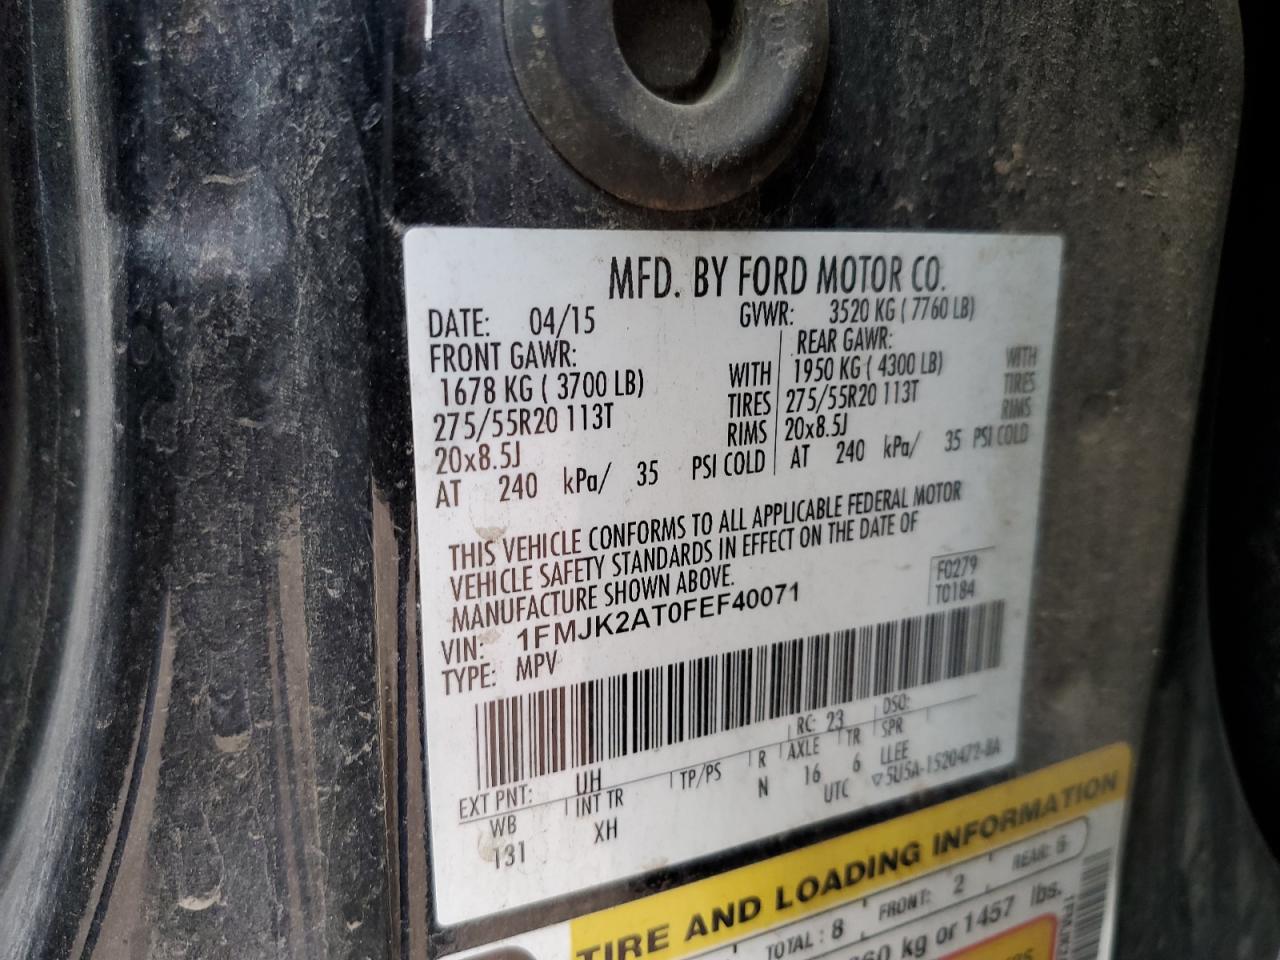 MFD. BY FORD MOTOR CO.
DATE: 04/15 GVWR: 3520 KG ( 7760 LB)
FRONT GAWR: REAR GAWR:
1678 KG ( 3700 LB) WITH 1950 KG ( 4300 LB) WITH
275/55R20 113T TIRES 275/55R20 113T TIRES
20x8.5J RIMS 20x8.5J RIMS
AT 240 kPa/ 35 PSI COLD AT 240 kPa/ 35 PSI COLD
THIS VEHICLE CONFORMS TO ALL APPLICABLE FEDERAL MOTOR
VEHICLE SAFETY STANDARDS IN EFFECT ON THE DATE OF
MANUFACTURE SHOWN ABOVE.
F0279
VIN: 1FMJK2AT0FEF40071
T0184
TYPE: MPV
EXT PNT: UH RC: 23 DSO:
WB INT TR TP/PS R AXLE TR SPR
131 XH N 16 6 LLEE
UTC ▽5U5A-1520472-BA
TIRE AND LOADING INFORMATION
TOTAL : 8 FRONT: 2 REAR: 6
kg or 1457 lbs.